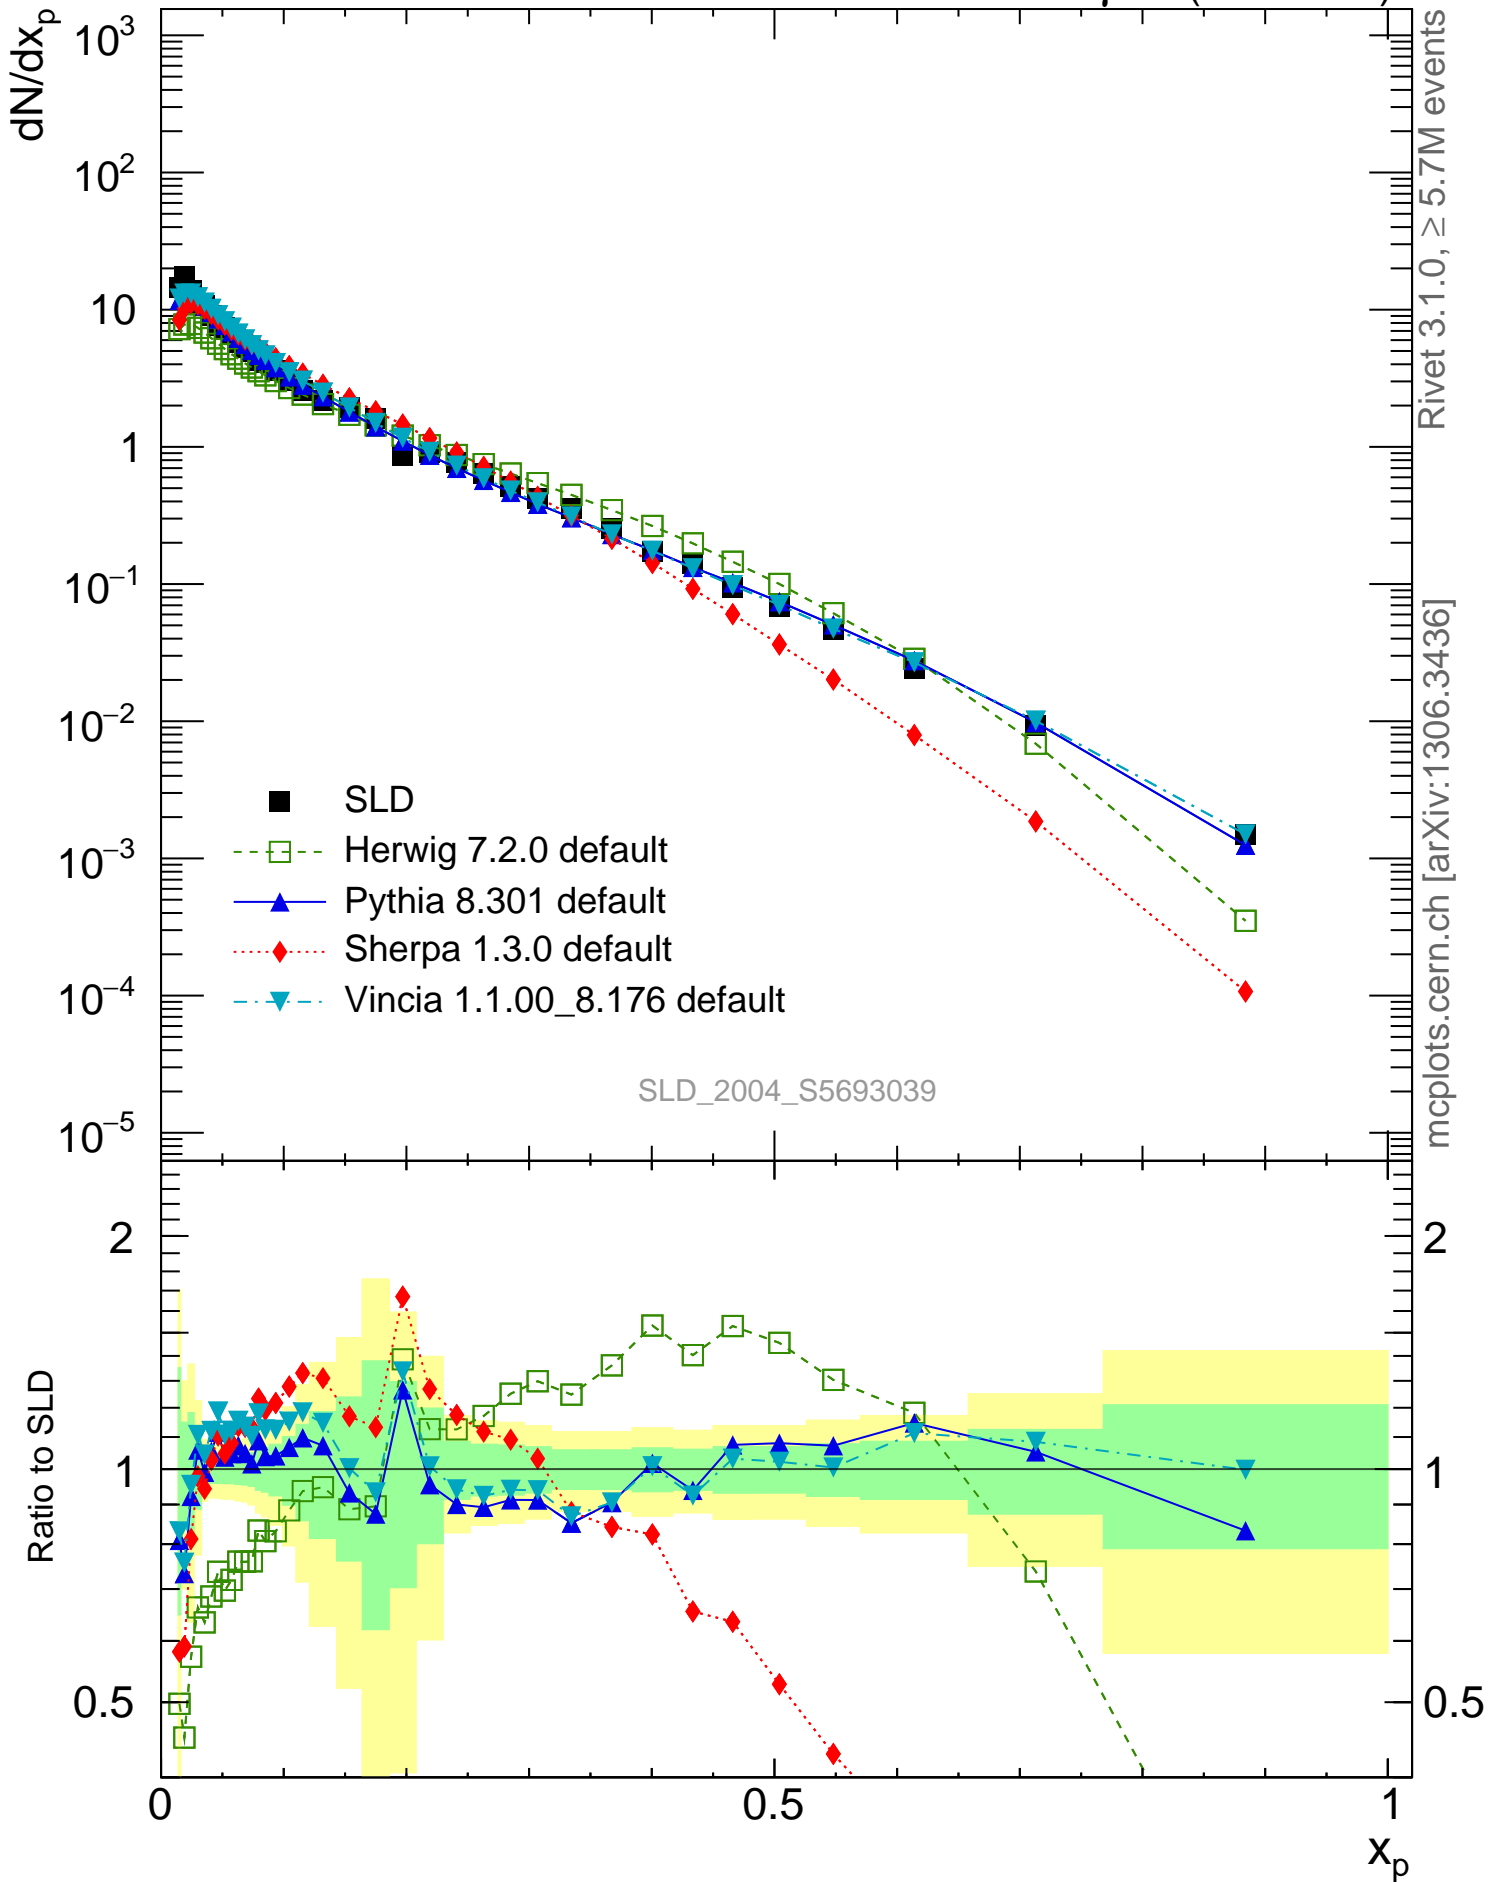 dN/dx_p
10^3
10^2
10
1
10^−1
10^−2
10^−3
10^−4
10^−5
SLD
Herwig 7.2.0 default
Pythia 8.301 default
Sherpa 1.3.0 default
Vincia 1.1.00_8.176 default
SLD_2004_S5693039
Rivet 3.1.0, ≥ 5.7M events
mcplots.cern.ch [arXiv:1306.3436]
Ratio to SLD
2
1
0.5
2
1
0.5
0
0.5
1
x_p